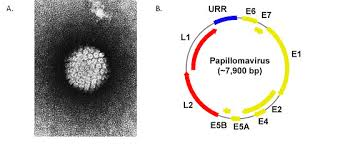 A.
B.
URR
E6
E7
L1
E1
Papillomavirus
(~7,900 bp)
L2
E2
E4
E5B
E5A